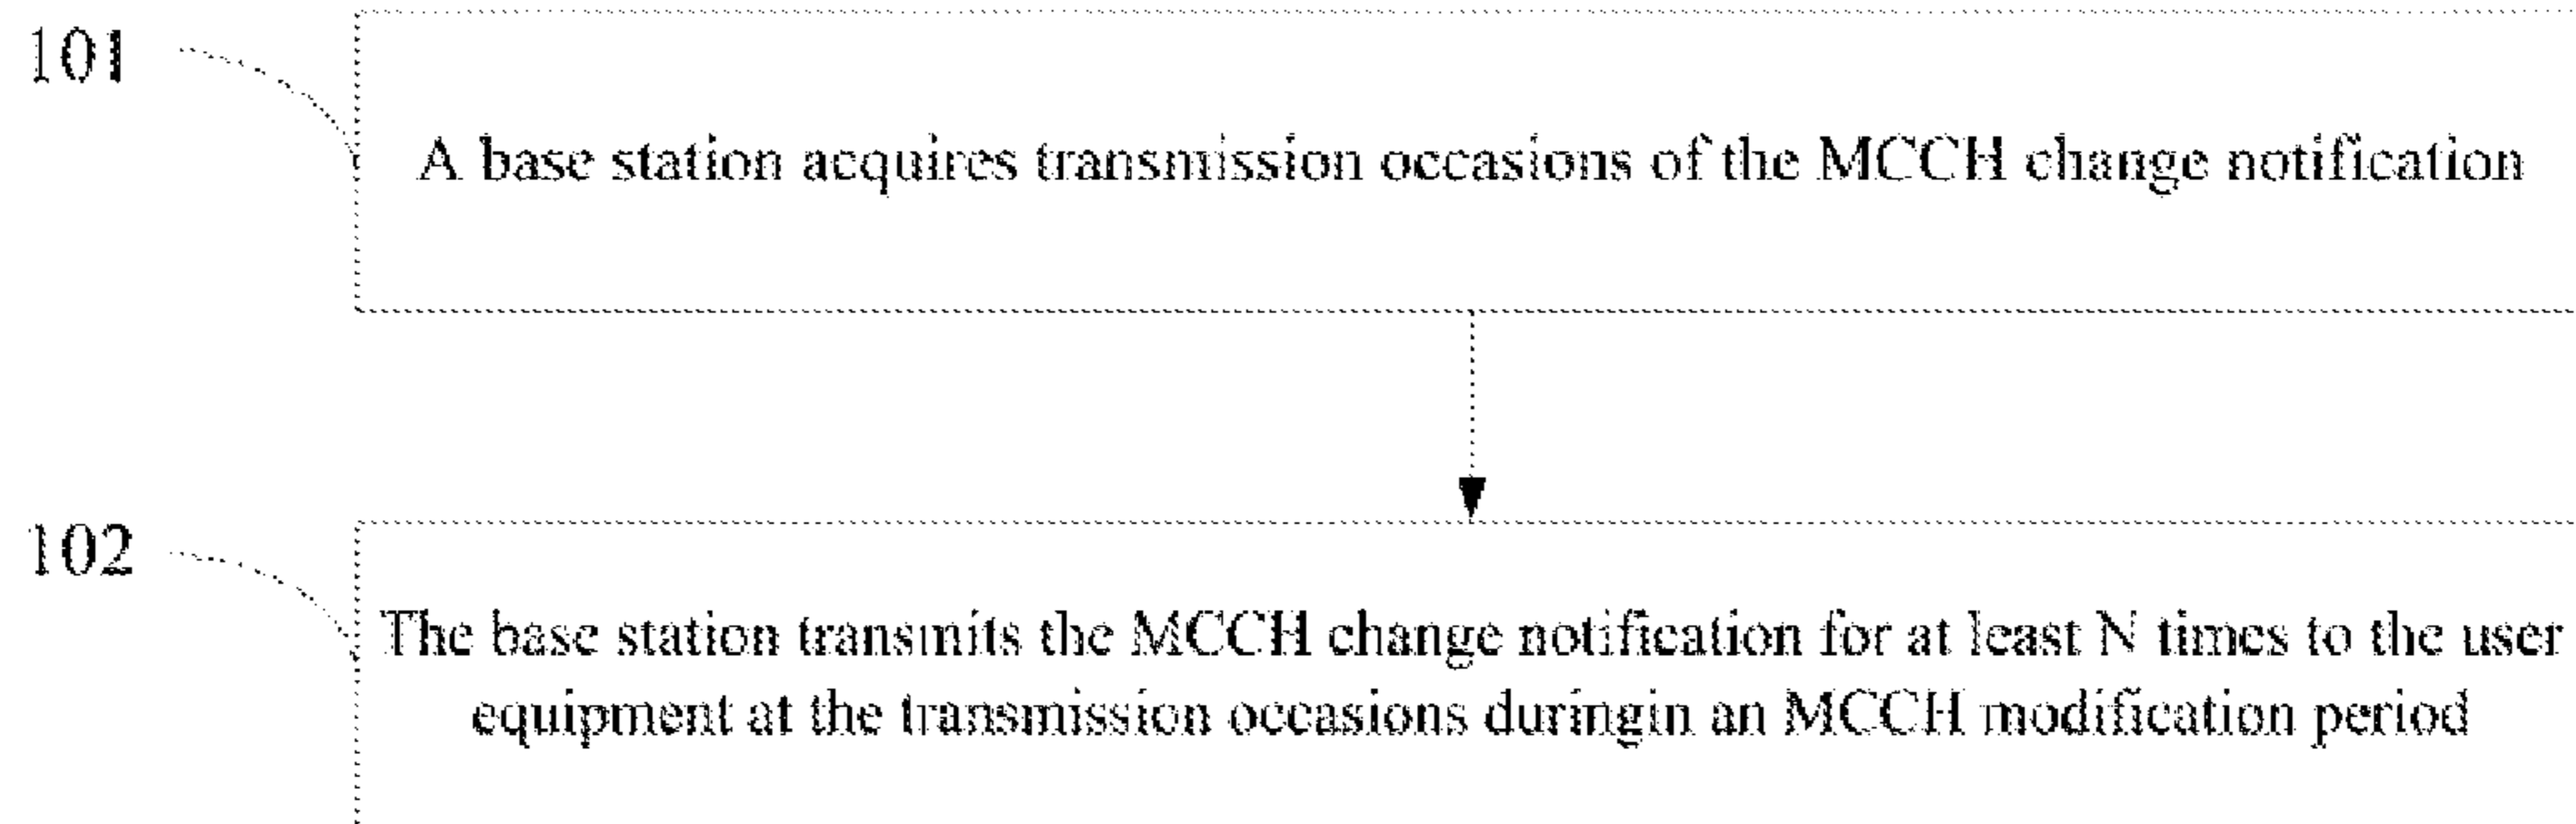 101
A base station acquires transmission occasions of the MCCH change notification
102
The base station transmits the MCCH change notification for at least N times to the user
equipment at the transmission occasions duringin an MCCH modification period